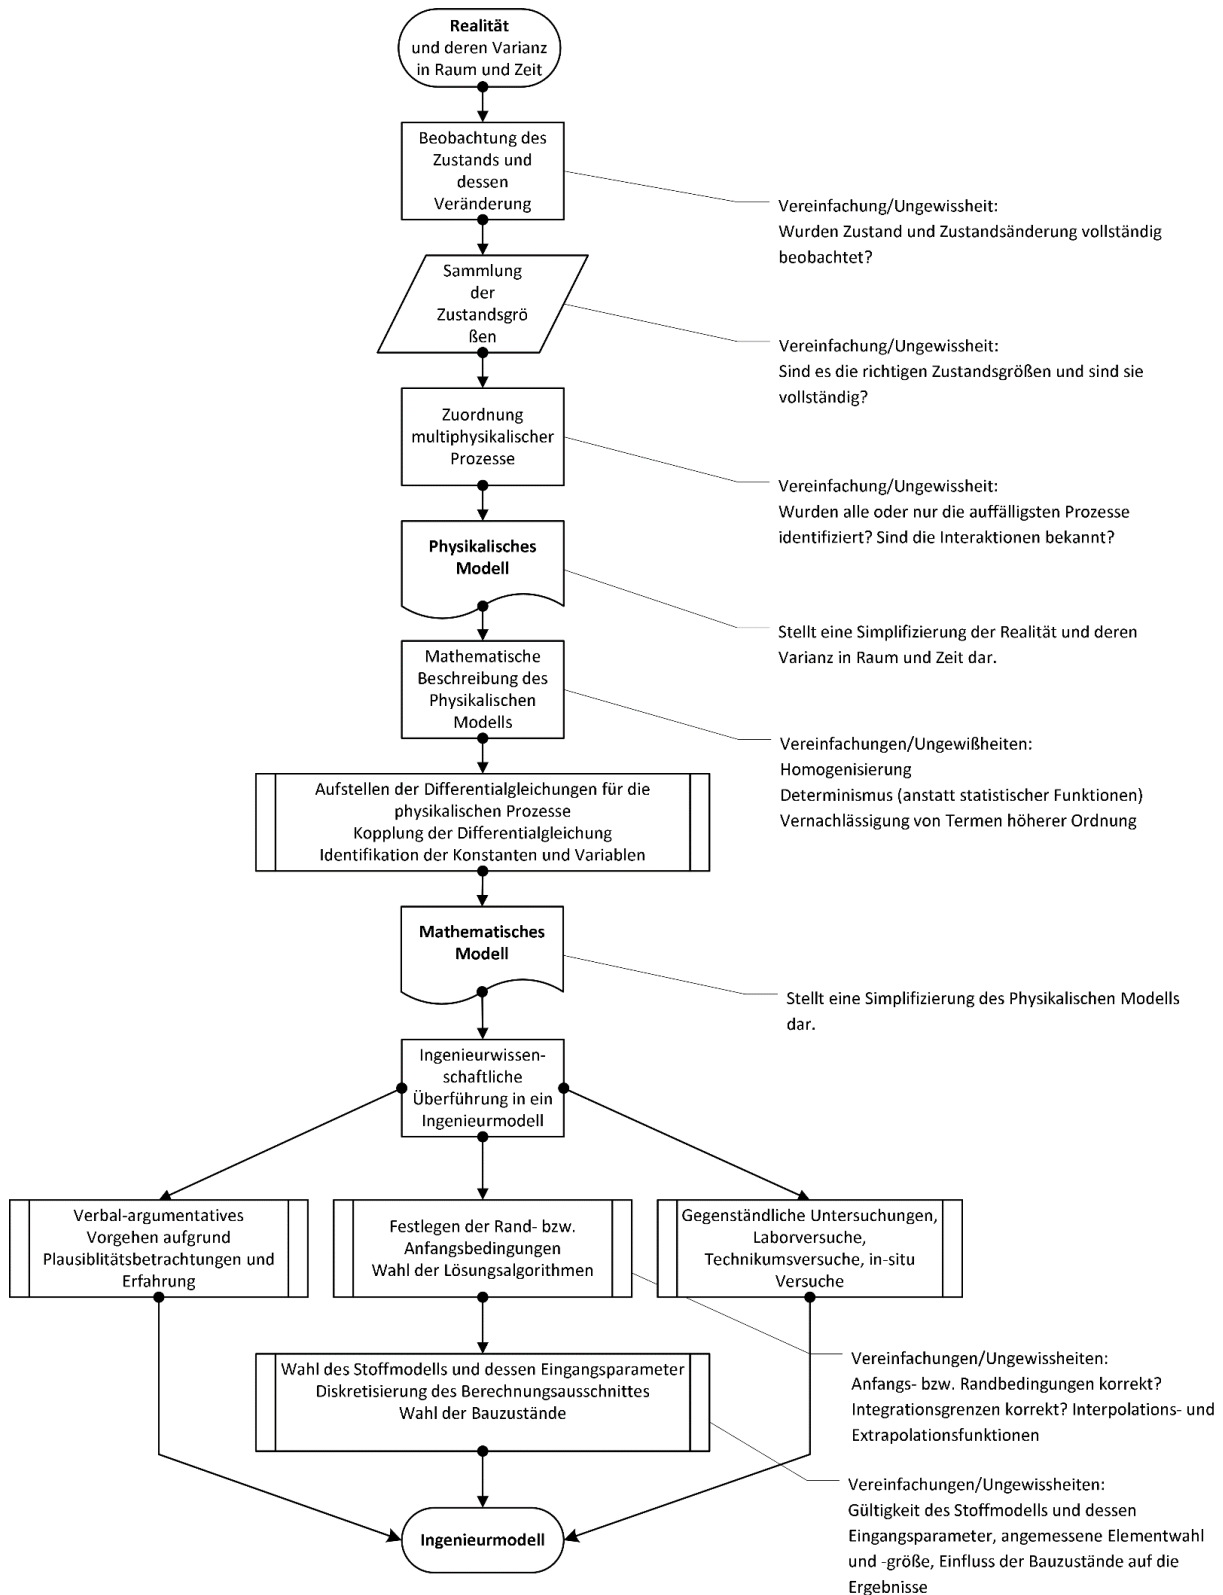 Realität
und deren Varianz
in Raum und Zeit
Beobachtung des
Zustands und
dessen
Veränderung
Vereinfachung/Ungewissheit:
Wurden Zustand und Zustandsänderung vollständig
beobachtet?
Sammlung
der
Zustandsgrö
ßen
Vereinfachung/Ungewissheit:
Sind es die richtigen Zustandsgrößen und sind sie
vollständig?
Zuordnung
multiphysikalischer
Prozesse
Vereinfachung/Ungewissheit:
Wurden alle oder nur die auffälligsten Prozesse
identifiziert? Sind die Interaktionen bekannt?
Physikalisches
Modell
Stellt eine Simplifizierung der Realität und deren
Varianz in Raum und Zeit dar.
Mathematische
Beschreibung des
Physikalischen
Modells
Vereinfachungen/Ungewißheiten:
Homogenisierung
Determinismus (anstatt statistischer Funktionen)
Vernachlässigung von Termen höherer Ordnung
Aufstellen der Differentialgleichungen für die
physikalischen Prozesse
Kopplung der Differentialgleichung
Identifikation der Konstanten und Variablen
Mathematisches
Modell
Stellt eine Simplifizierung des Physikalischen Modells
dar.
Ingenieurwissen-
schaftliche
Überführung in ein
Ingenieurmodell
Verbal-argumentatives
Vorgehen aufgrund
Plausiblitätsbetrachtungen und
Erfahrung
Festlegen der Rand- bzw.
Anfangsbedingungen
Wahl der Lösungsalgorithmen
Gegenständliche Untersuchungen,
Laborversuche,
Technikumsversuche, in-situ
Versuche
Vereinfachungen/Ungewissheiten:
Anfangs- bzw. Randbedingungen korrekt?
Integrationsgrenzen korrekt? Interpolations- und
Extrapolationsfunktionen
Wahl des Stoffmodells und dessen Eingangsparameter
Diskretisierung des Berechnungsausschnittes
Wahl der Bauzustände
Vereinfachungen/Ungewissheiten:
Gültigkeit des Stoffmodells und dessen
Eingangsparameter, angemessene Elementwahl
und -größe, Einfluss der Bauzustände auf die
Ergebnisse
Ingenieurmodell